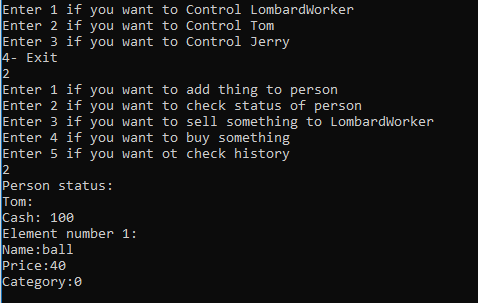 Enter 1 if you want to Control LombardWorker
Enter 2 if you want to Control Tom
Enter 3 if you want to Control Jerry
4- Exit
2
Enter 1 if you want to add thing to person
Enter 2 if you want to check status of person
Enter 3 if you want to sell something to LombardWorker
Enter 4 if you want to buy something
Enter 5 if you want ot check history
2
Person status:
Tom:
Cash: 100
Element number 1:
Name:ball
Price:40
Category:0